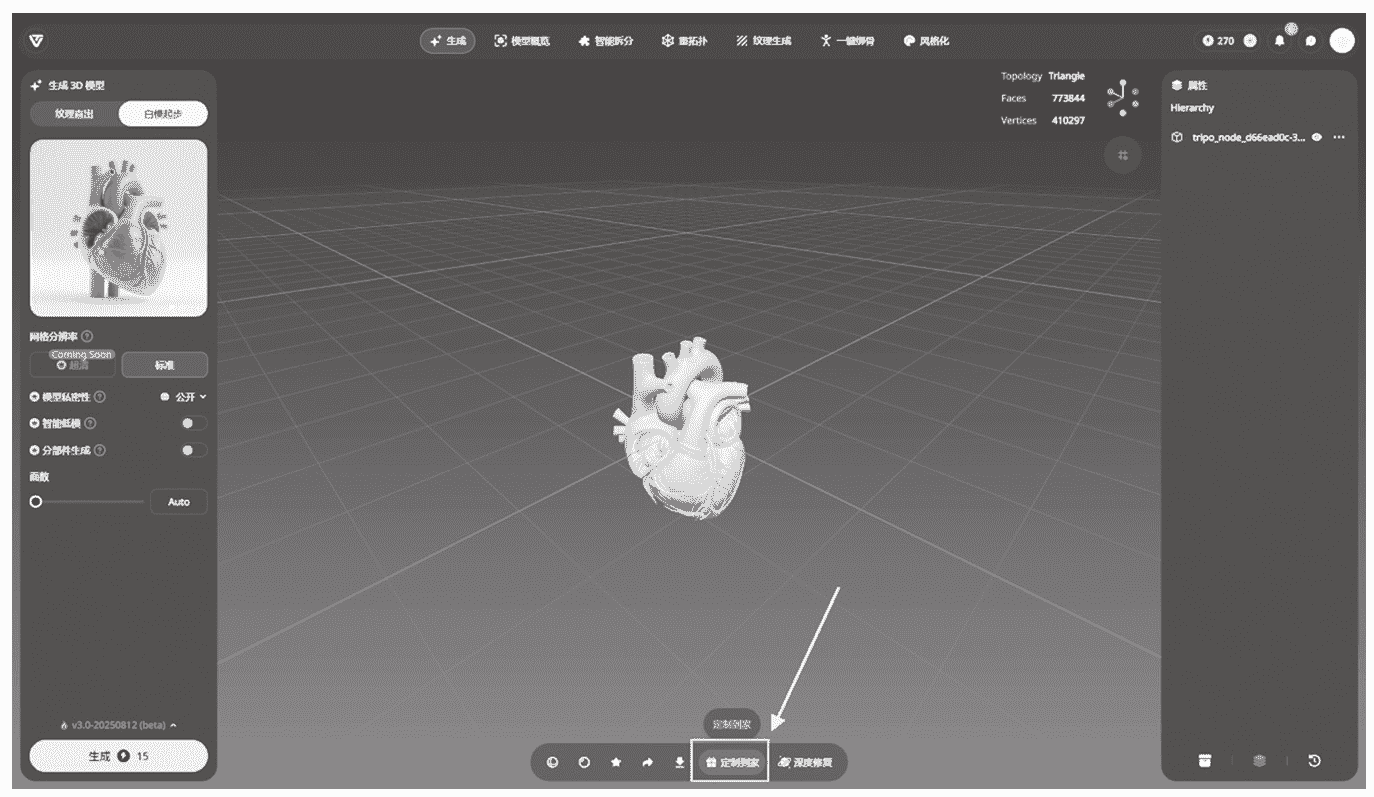 生成 模型概览 智能拆分 重拓扑 纹理生成 一键绑骨 风格化 270
生成 3D 模型
纹理直出 白模起步
网格分辨率
Coming Soon
超清 标准
模型私密性 公开
智能低模
分部件生成
面数
Auto
v3.0-20250812 (beta)
生成 15
Topology Triangle
Faces 773844
Vertices 410297
定制到家
定制到家 深度修复
属性
Hierarchy
tripo_node_d66ead0c-3...